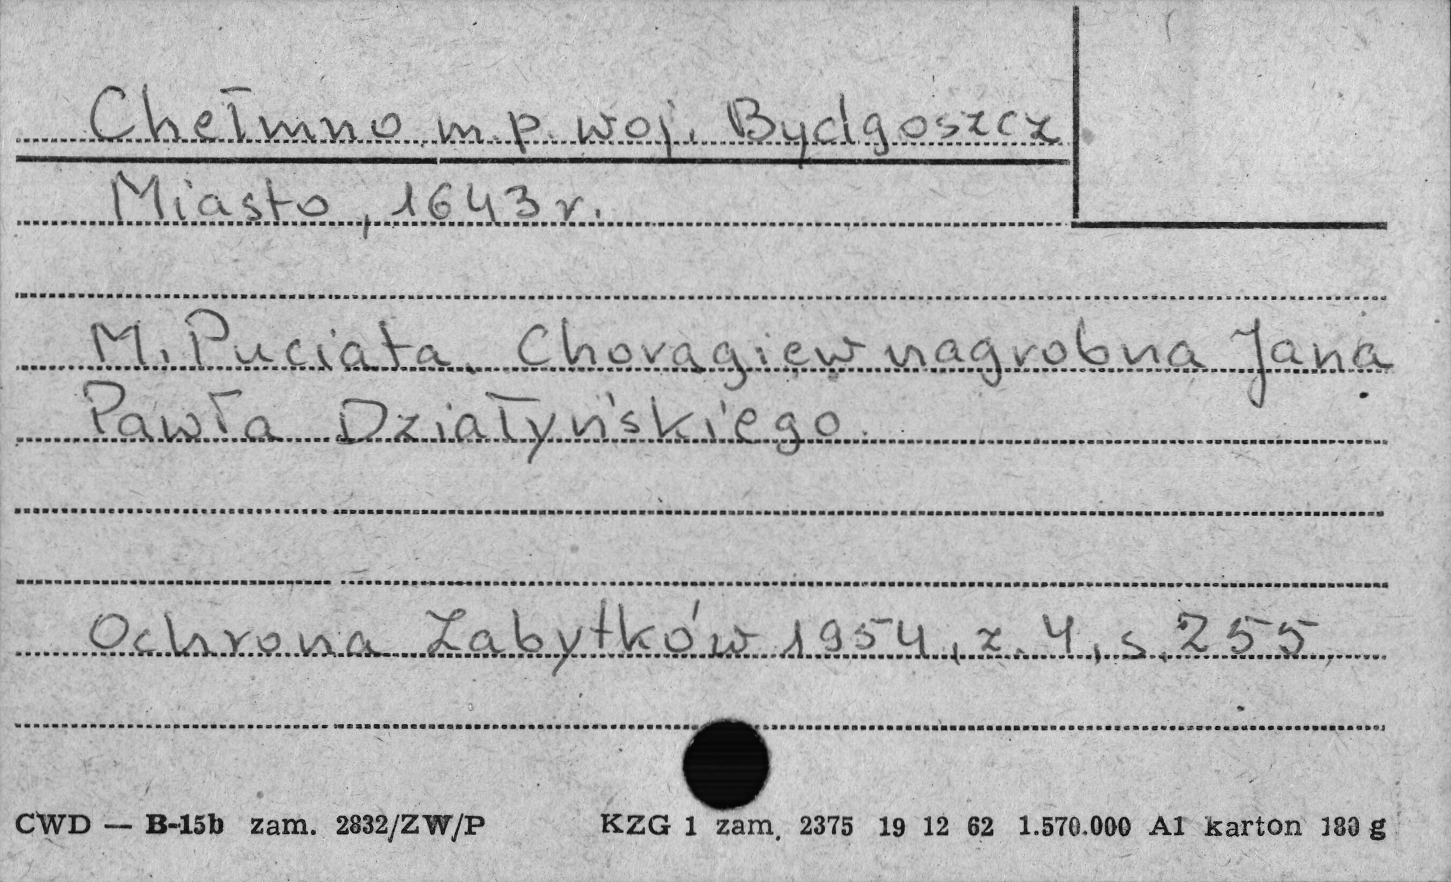 Chełmno m.p. woj. Bydgoszcz
Miasto, 1643 r.
M. Puciata. Chorągiew nagrobna Jana
Pawła Działyńskiego.
Ochrona Zabytków 1954, z. 4, s. 255,
CWD — B-15b zam. 2832/ZW/P KZG 1 zam. 2375 19 12 62 1.570.000 A1 karton 180 g